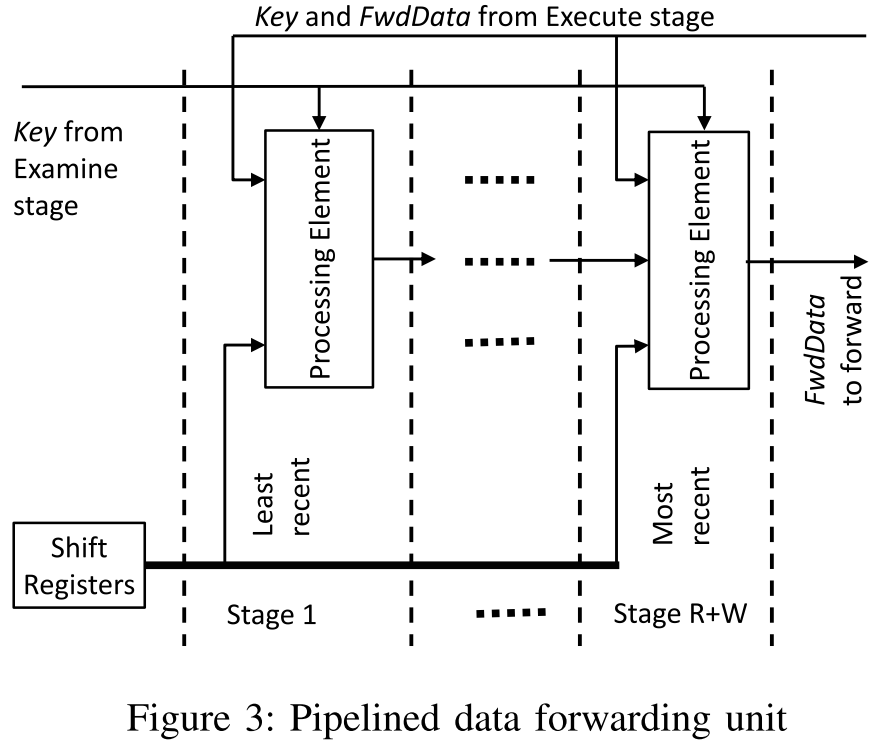 Key and FwdData from Execute stage
Key from
Examine
stage
Processing Element
Processing Element
FwdData
to forward
Least
recent
Most
recent
Shift
Registers
Stage 1
Stage R+W
Figure 3: Pipelined data forwarding unit